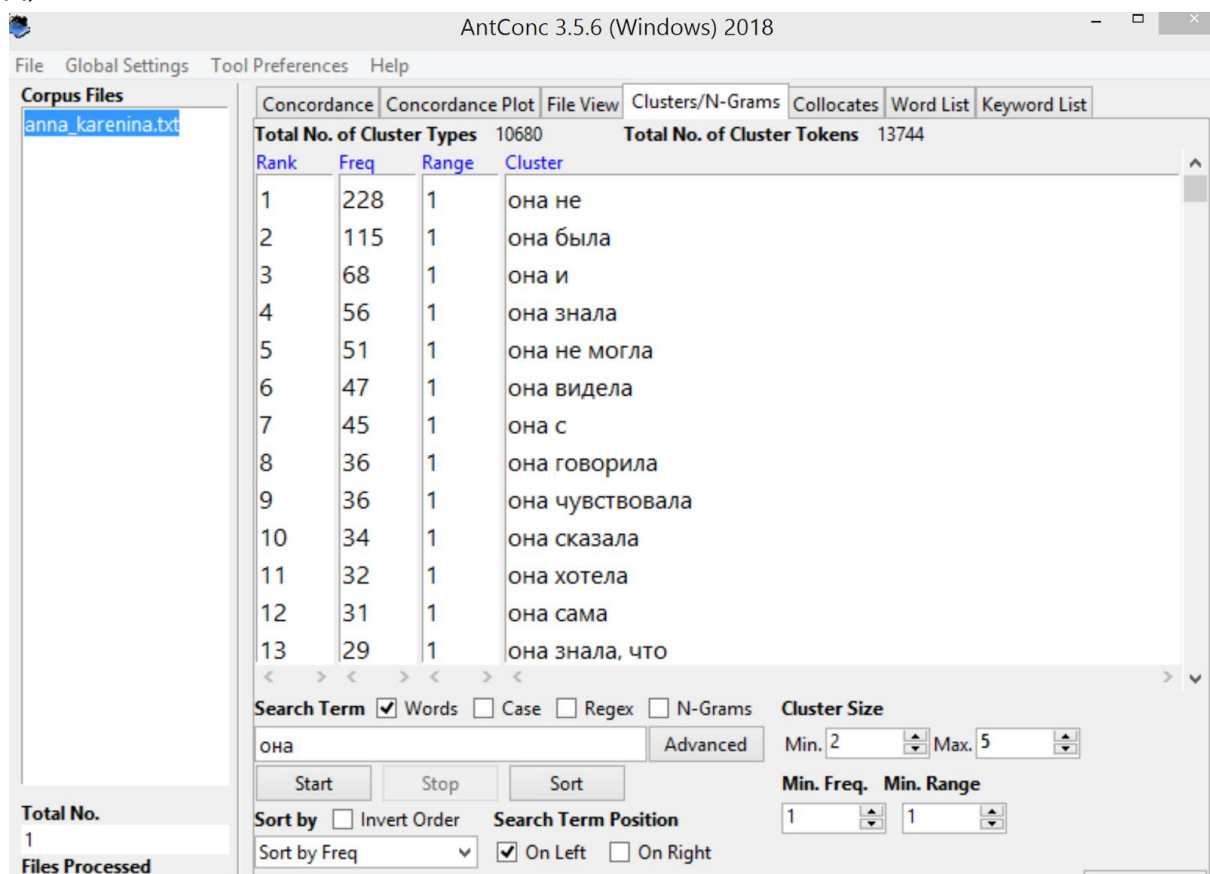 AntConc 3.5.6 (Windows) 2018
File Global Settings Tool Preferences Help
Corpus Files
anna_karenina.txt
Concordance Concordance Plot File View Clusters/N-Grams Collocates Word List Keyword List
Total No. of Cluster Types 10680 Total No. of Cluster Tokens 13744
Rank Freq Range Cluster
1 228 1 она не
2 115 1 она была
3 68 1 она и
4 56 1 она знала
5 51 1 она не могла
6 47 1 она видела
7 45 1 она с
8 36 1 она говорила
9 36 1 она чувствовала
10 34 1 она сказала
11 32 1 она хотела
12 31 1 она сама
13 29 1 она знала, что
Search Term Words Case Regex N-Grams Cluster Size
она Advanced Min. 2 Max. 5
Start Stop Sort Min. Freq. Min. Range
Total No. Sort by Invert Order Search Term Position 1 1
1 Sort by Freq On Left On Right
Files Processed